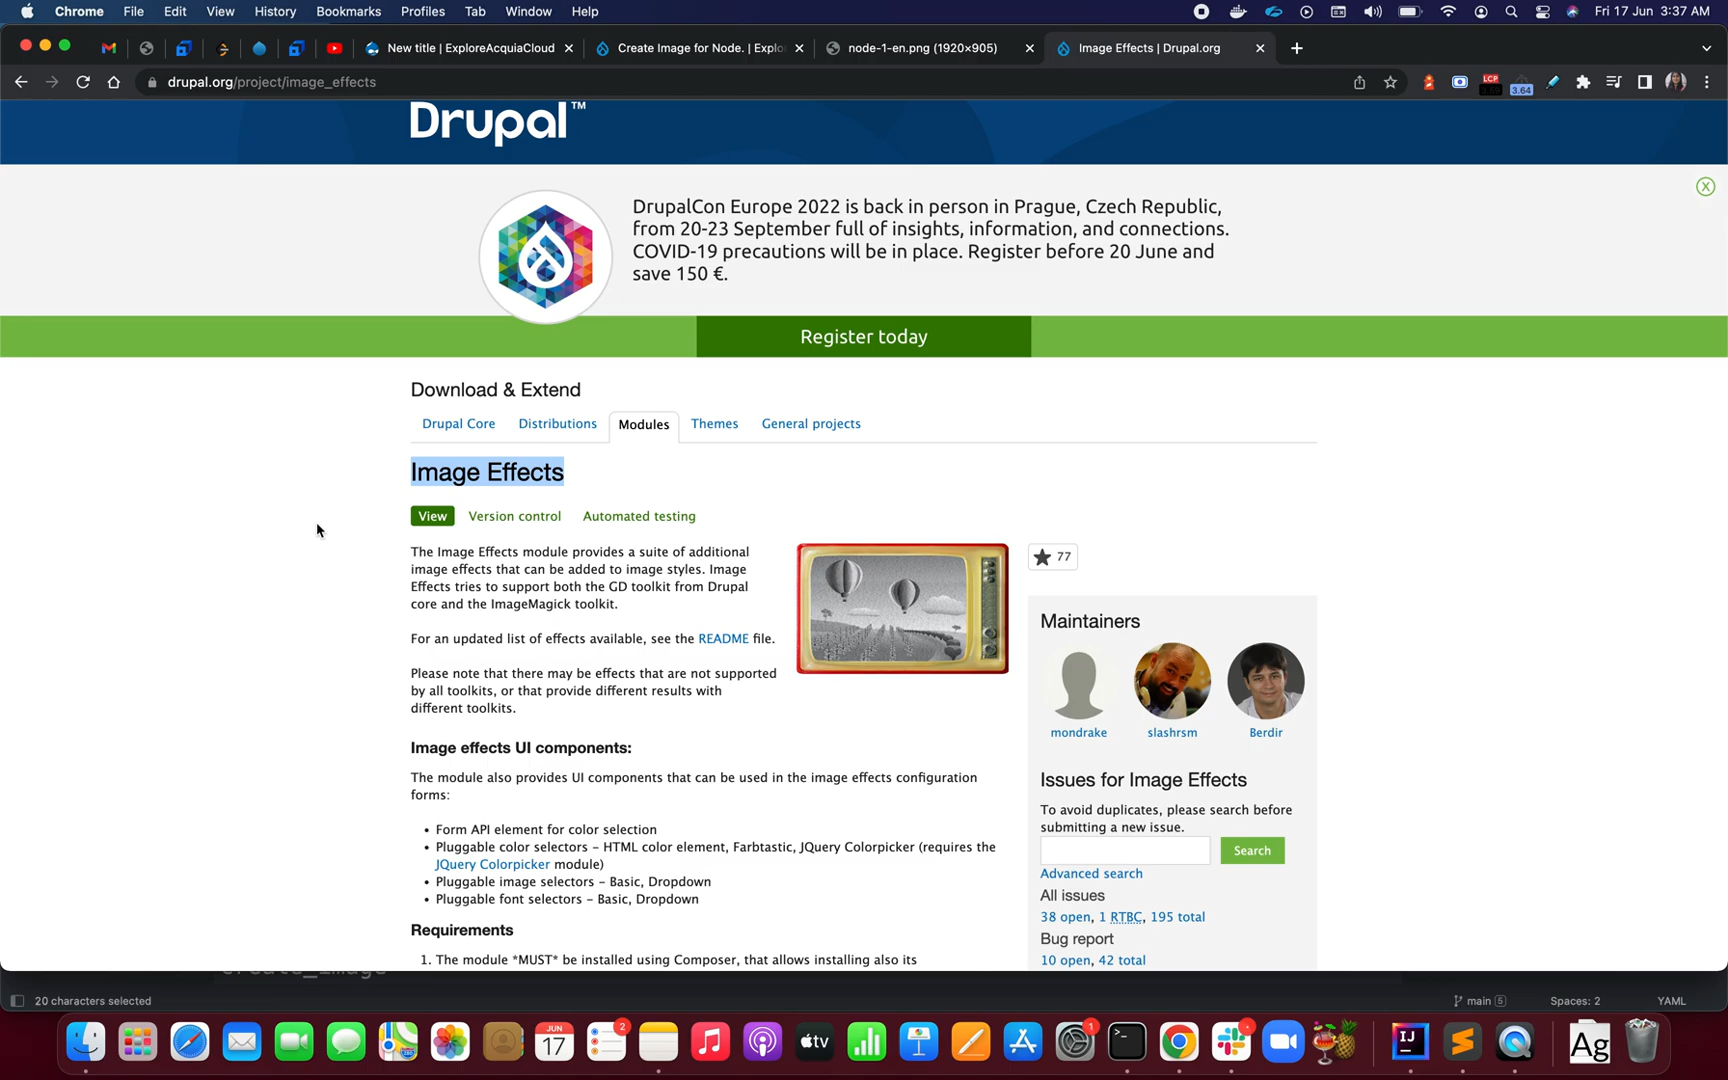 Chrome File Edit View History Bookmarks Profiles Tab Window Help Fri 17 Jun 3:37 AM
New title | ExploreAcquiaCloud Create Image for Node. | Explo node-1-en.png (1920×905) Image Effects | Drupal.org
drupal.org/project/image_effects LCP 3.64
Drupal™
DrupalCon Europe 2022 is back in person in Prague, Czech Republic,
from 20-23 September full of insights, information, and connections.
COVID-19 precautions will be in place. Register before 20 June and
save 150 €.
Register today
Download & Extend
Drupal Core Distributions Modules Themes General projects
Image Effects
View Version control Automated testing
The Image Effects module provides a suite of additional
image effects that can be added to image styles. Image
Effects tries to support both the GD toolkit from Drupal
core and the ImageMagick toolkit.
For an updated list of effects available, see the README file.
Please note that there may be effects that are not supported
by all toolkits, or that provide different results with
different toolkits.
77
Maintainers
mondrake slashrsm Berdir
Image effects UI components:
The module also provides UI components that can be used in the image effects configuration
forms:
• Form API element for color selection
• Pluggable color selectors – HTML color element, Farbtastic, JQuery Colorpicker (requires the
JQuery Colorpicker module)
• Pluggable image selectors – Basic, Dropdown
• Pluggable font selectors – Basic, Dropdown
Requirements
1. The module *MUST* be installed using Composer, that allows installing also its
Issues for Image Effects
To avoid duplicates, please search before
submitting a new issue.
Search
Advanced search
All issues
38 open, 1 RTBC, 195 total
Bug report
10 open, 42 total
20 characters selected main 5 Spaces: 2 YAML
JUN
17
2
tv
1
IJ
Ag